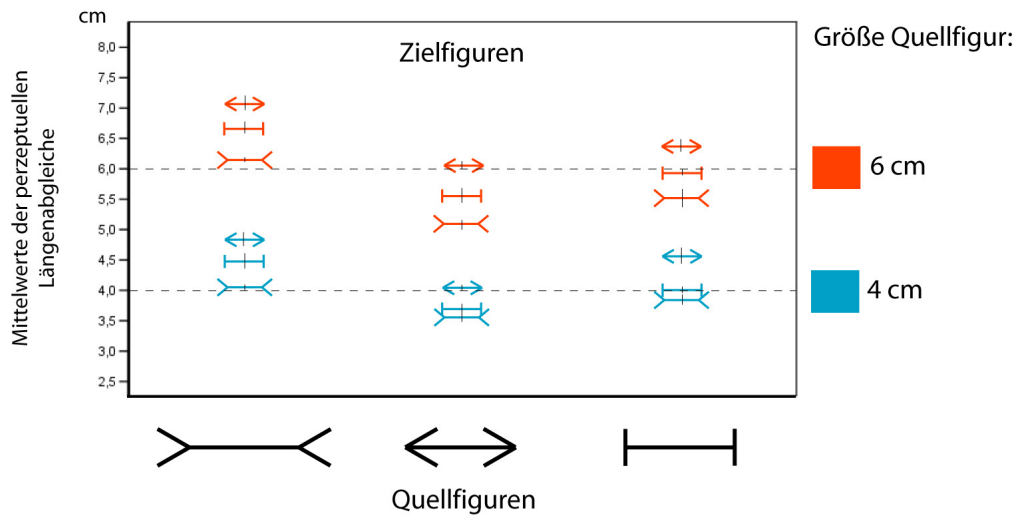 cm
Zielfiguren
Größe Quellfigur:
8,0
7,5
7,0
6,5
6,0
5,5
5,0
4,5
4,0
3,5
3,0
2,5
Mittelwerte der perzeptuellen
Längenabgleiche
6 cm
4 cm
Quellfiguren